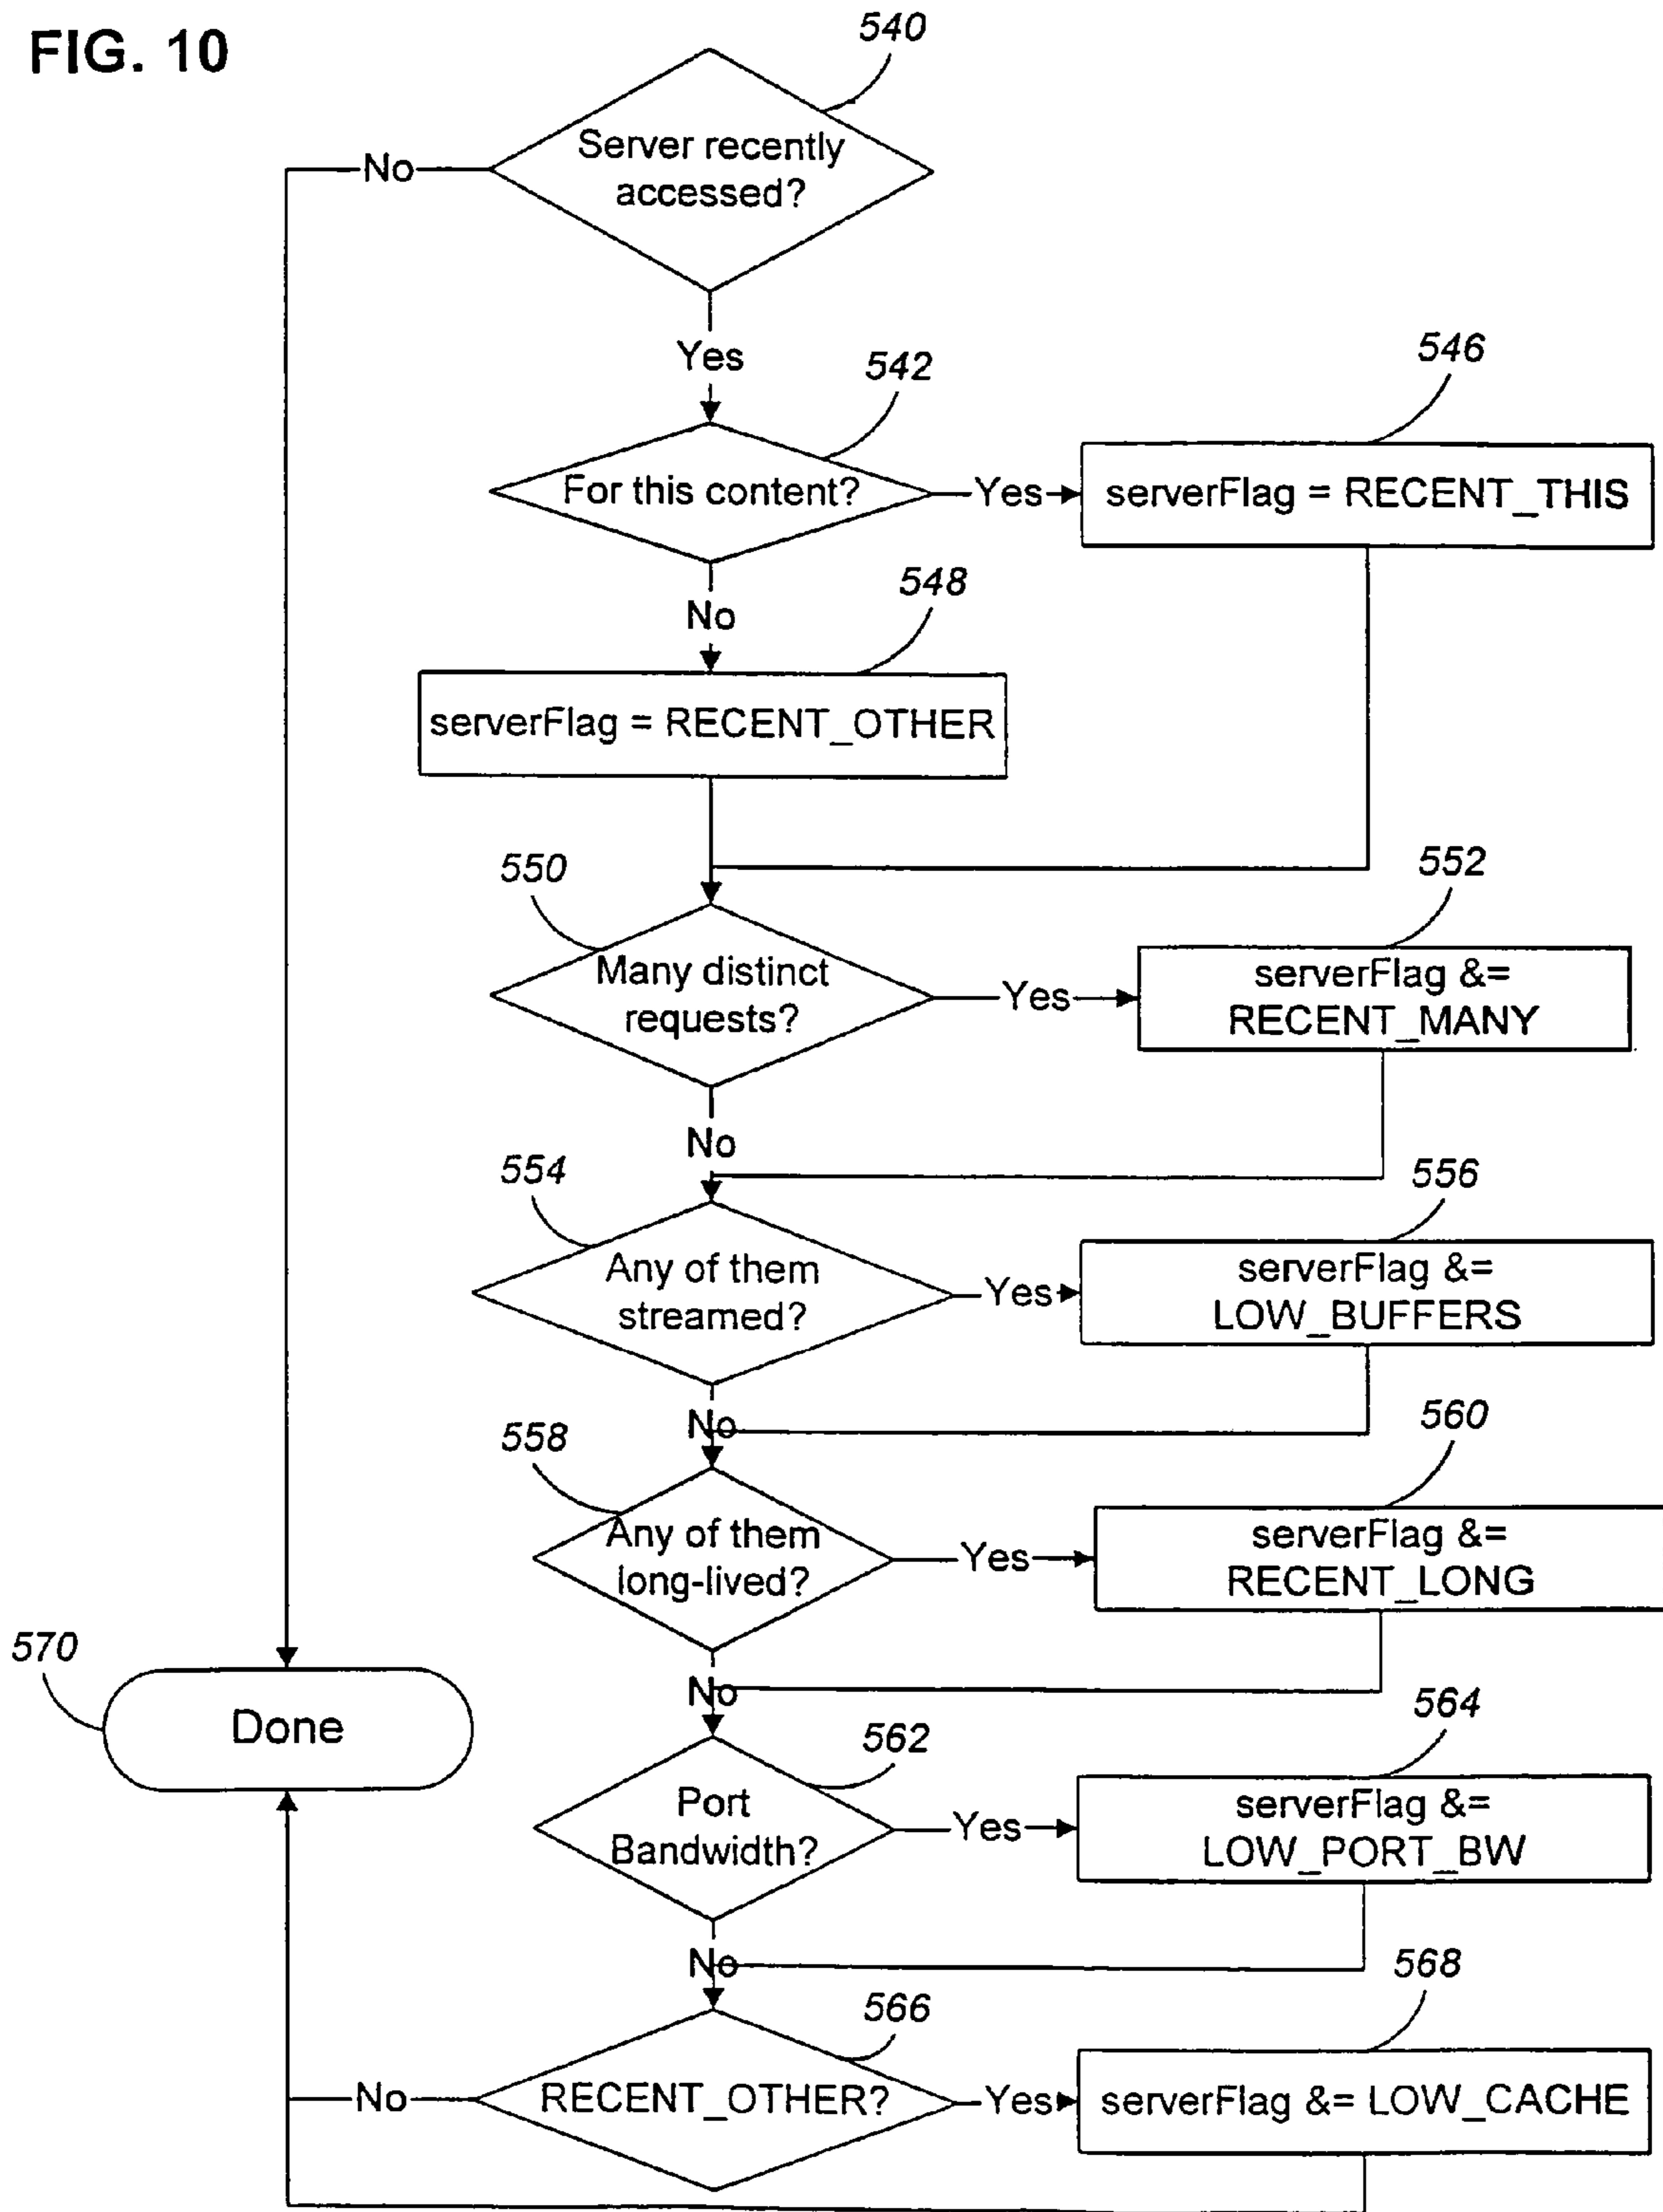 FIG. 10
540
Server recently
accessed?
No
Yes
542
546
For this content?
Yes
serverFlag = RECENT_THIS
No
548
serverFlag = RECENT_OTHER
550
552
Many distinct
requests?
Yes
serverFlag &=
RECENT_MANY
No
554
556
Any of them
streamed?
Yes
serverFlag &=
LOW_BUFFERS
No
558
560
Any of them
long-lived?
Yes
serverFlag &=
RECENT_LONG
No
570
Done
562
564
Port
Bandwidth?
Yes
serverFlag &=
LOW_PORT_BW
No
566
568
RECENT_OTHER?
No
Yes
serverFlag &= LOW_CACHE